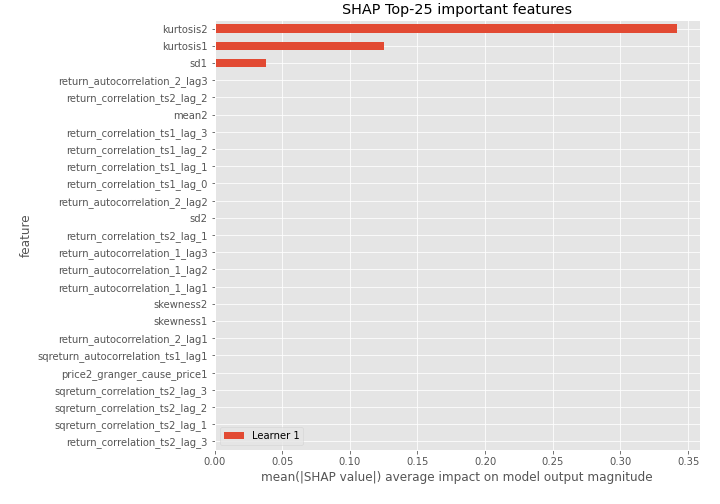 SHAP Top-25 important features
kurtosis2
kurtosis1
sd1
return_autocorrelation_2_lag3
return_correlation_ts2_lag_2
mean2
return_correlation_ts1_lag_3
return_correlation_ts1_lag_2
return_correlation_ts1_lag_1
return_correlation_ts1_lag_0
return_autocorrelation_2_lag2
sd2
return_correlation_ts2_lag_1
return_autocorrelation_1_lag3
return_autocorrelation_1_lag2
return_autocorrelation_1_lag1
skewness2
skewness1
return_autocorrelation_2_lag1
sqreturn_autocorrelation_ts1_lag1
price2_granger_cause_price1
sqreturn_correlation_ts2_lag_3
sqreturn_correlation_ts2_lag_2
sqreturn_correlation_ts2_lag_1
return_correlation_ts2_lag_3
feature
Learner 1
0.00 0.05 0.10 0.15 0.20 0.25 0.30 0.35
mean(|SHAP value|) average impact on model output magnitude